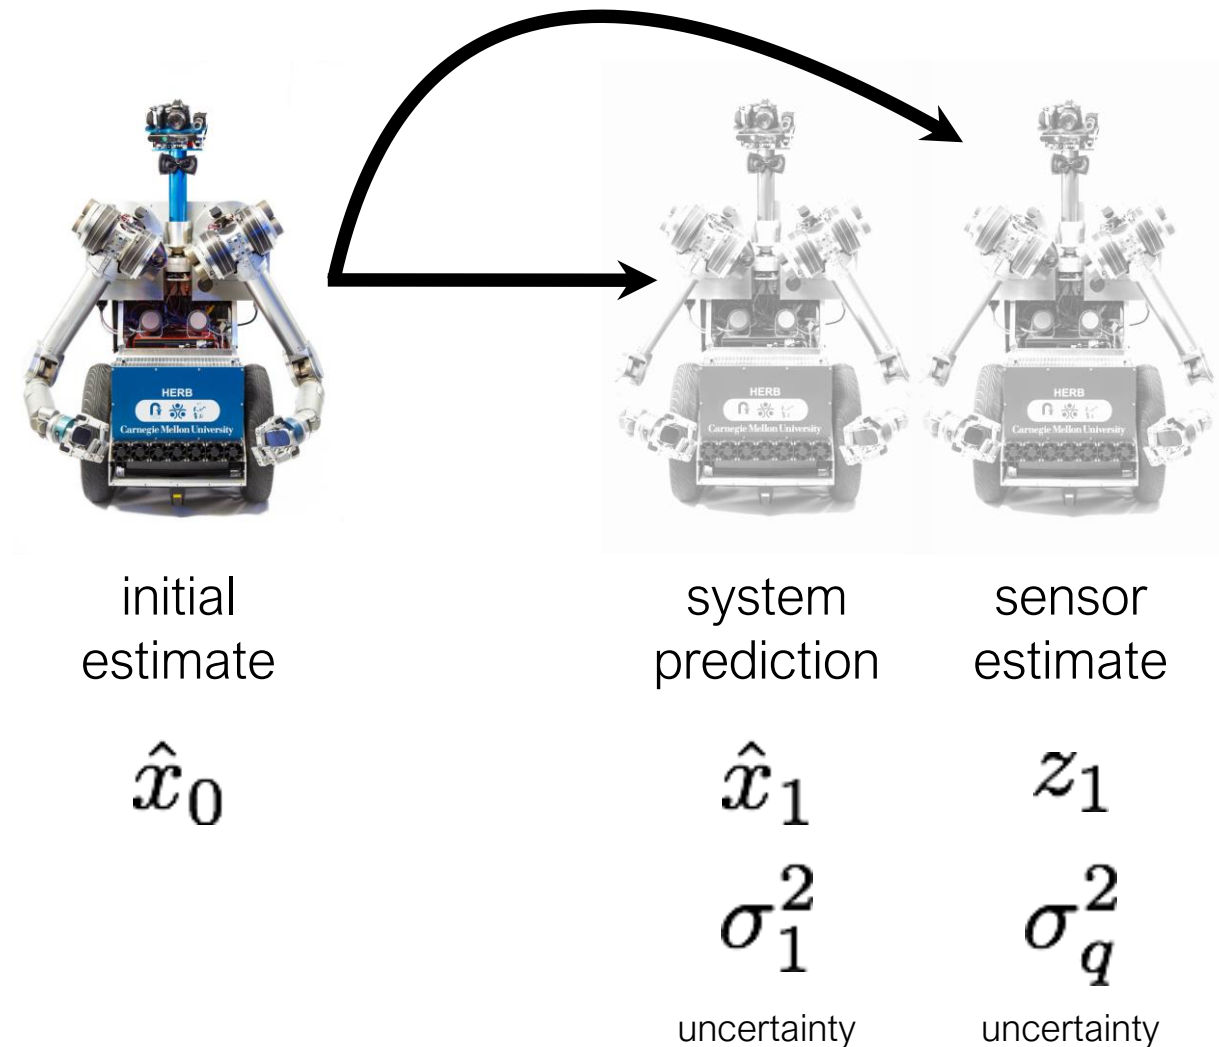 HERB
Carnegie Mellon University
HERB
Carnegie Mellon University
HERB
Carnegie Mellon University
initial
estimate
system
prediction
sensor
estimate
x̂₀
x̂₁
z₁
σ₁²
σ_q²
uncertainty
uncertainty